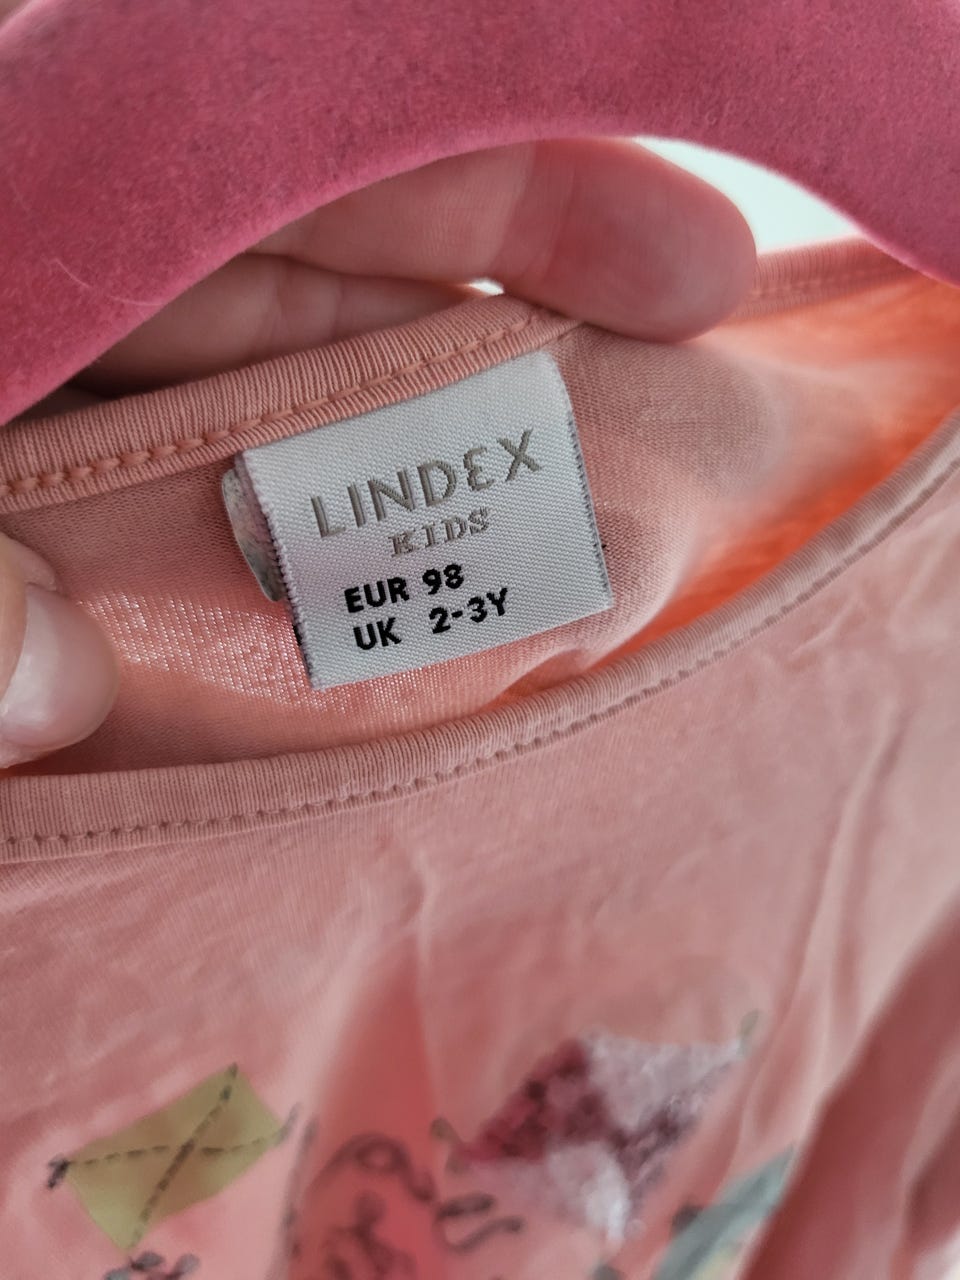 LINDEX
KIDS
EUR 98
UK 2-3Y